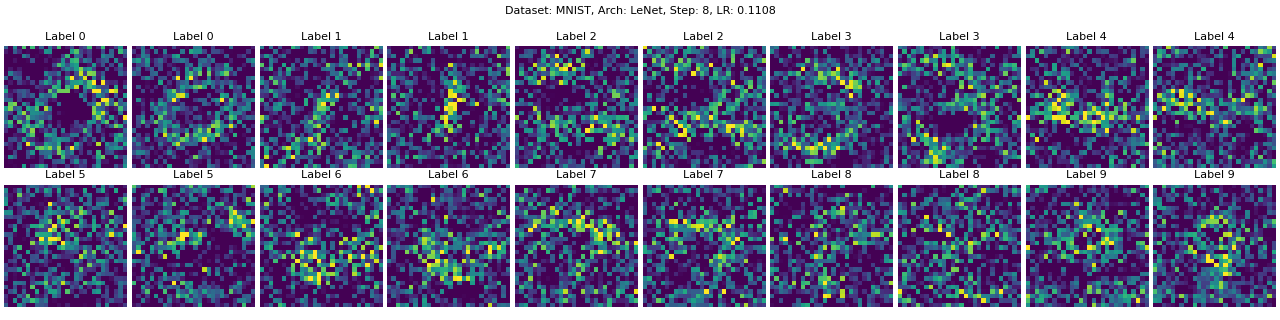 Dataset: MNIST, Arch: LeNet, Step: 8, LR: 0.1108
Label 0 Label 0 Label 1 Label 1 Label 2 Label 2 Label 3 Label 3 Label 4 Label 4
Label 5 Label 5 Label 6 Label 6 Label 7 Label 7 Label 8 Label 8 Label 9 Label 9